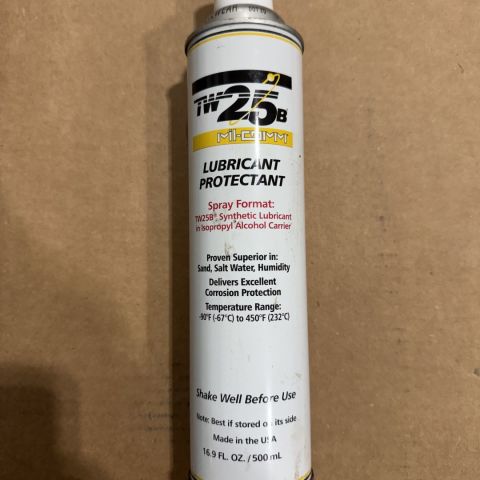 TW25B
MIL-COMM
LUBRICANT
PROTECTANT
Spray Format:
TW25B® Synthetic Lubricant
in Isopropyl Alcohol Carrier
Proven Superior in:
Sand, Salt Water, Humidity
Delivers Excellent
Corrosion Protection
Temperature Range:
-90°F (-67°C) to 450°F (232°C)
Shake Well Before Use
Note: Best if stored on its side
Made in the USA
16.9 FL. OZ. / 500 mL